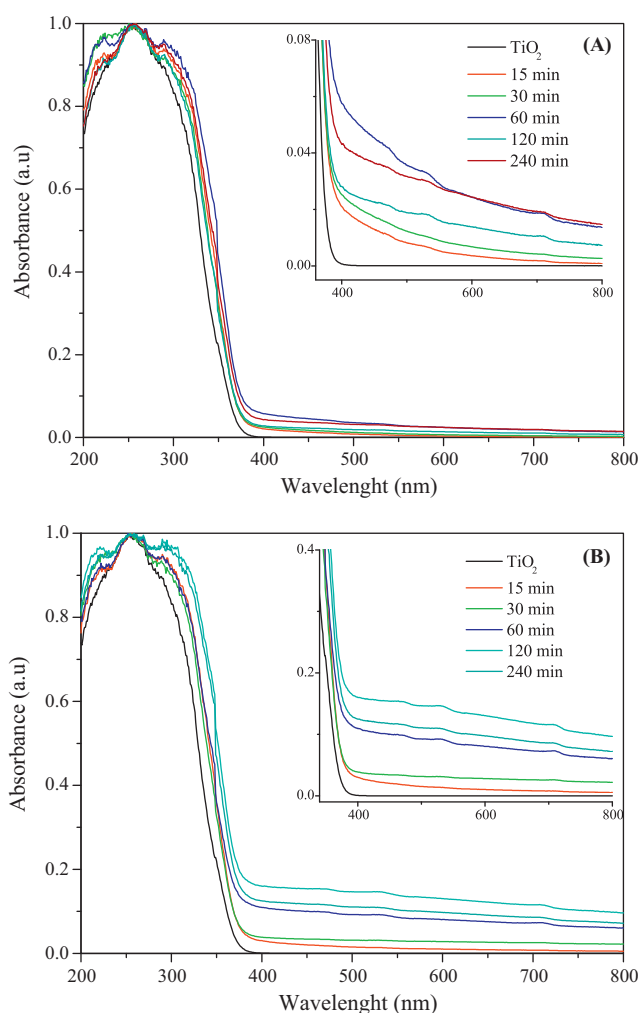 (A)
TiO₂
15 min
30 min
60 min
120 min
240 min
0.08
0.04
0.00
400 600 800
1.0
0.8
0.6
0.4
0.2
0.0
Absorbance (a.u)
200 300 400 500 600 700 800
Wavelenght (nm)
(B)
TiO₂
15 min
30 min
60 min
120 min
240 min
0.4
0.2
0.0
400 600 800
1.0
0.8
0.6
0.4
0.2
0.0
Absorbance (a.u)
200 300 400 500 600 700 800
Wavelenght (nm)